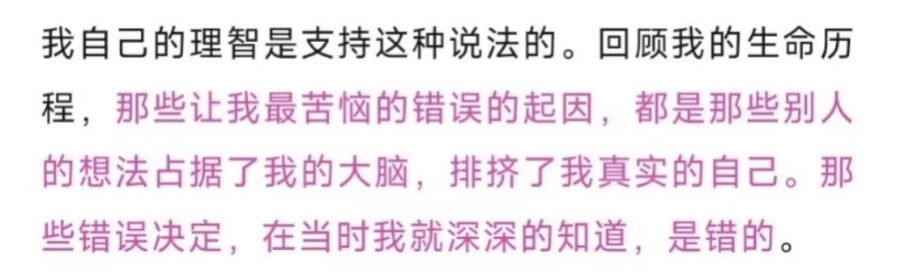 我自己的理智是支持这种说法的。回顾我的生命历
程，那些让我最苦恼的错误的起因，都是那些别人
的想法占据了我的大脑，排挤了我真实的自己。那
些错误决定，在当时我就深深的知道，是错的。